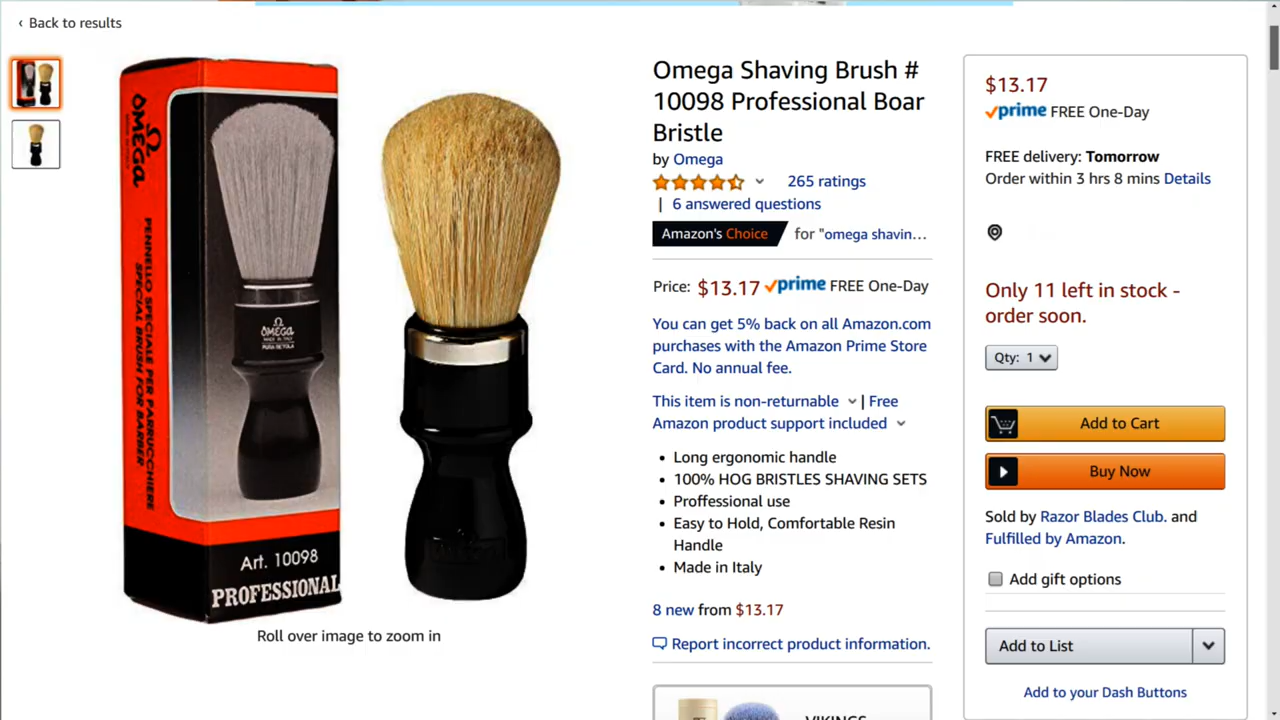 ‹ Back to results
OMEGA
PENNELLO SPECIALE PER PARRUCCHIERE
SPECIAL BRUSH FOR BARBER
OMEGA
MADE IN ITALY
PURA SETOLA
Art. 10098
PROFESSIONAL
Roll over image to zoom in
Omega Shaving Brush #
10098 Professional Boar
Bristle
by Omega
265 ratings
| 6 answered questions
Amazon's Choice for "omega shavin...
Price: $13.17 prime FREE One-Day
You can get 5% back on all Amazon.com
purchases with the Amazon Prime Store
Card. No annual fee.
This item is non-returnable | Free
Amazon product support included
• Long ergonomic handle
• 100% HOG BRISTLES SHAVING SETS
• Proffessional use
• Easy to Hold, Comfortable Resin
Handle
• Made in Italy
8 new from $13.17
Report incorrect product information.
VIKINGS
$13.17
prime FREE One-Day
FREE delivery: Tomorrow
Order within 3 hrs 8 mins Details
Only 11 left in stock -
order soon.
Qty: 1
Add to Cart
Buy Now
Sold by Razor Blades Club. and
Fulfilled by Amazon.
Add gift options
Add to List
Add to your Dash Buttons